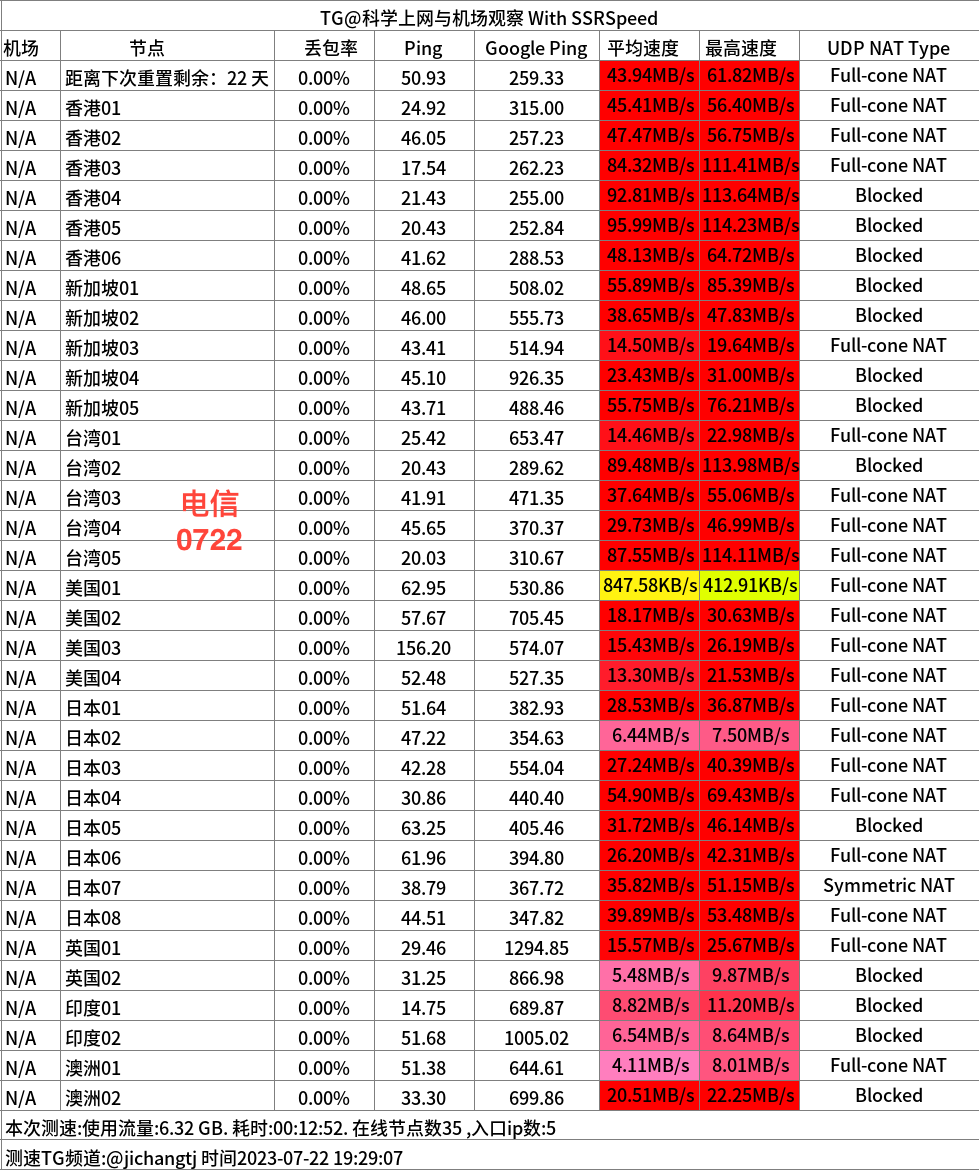 TG@科学上网与机场观察 With SSRSpeed
机场 节点 丢包率 Ping Google Ping 平均速度 最高速度 UDP NAT Type
N/A 距离下次重置剩余：22 天 0.00% 50.93 259.33 43.94MB/s 61.82MB/s Full-cone NAT
N/A 香港01 0.00% 24.92 315.00 45.41MB/s 56.40MB/s Full-cone NAT
N/A 香港02 0.00% 46.05 257.23 47.47MB/s 56.75MB/s Full-cone NAT
N/A 香港03 0.00% 17.54 262.23 84.32MB/s 111.41MB/s Full-cone NAT
N/A 香港04 0.00% 21.43 255.00 92.81MB/s 113.64MB/s Blocked
N/A 香港05 0.00% 20.43 252.84 95.99MB/s 114.23MB/s Blocked
N/A 香港06 0.00% 41.62 288.53 48.13MB/s 64.72MB/s Blocked
N/A 新加坡01 0.00% 48.65 508.02 55.89MB/s 85.39MB/s Blocked
N/A 新加坡02 0.00% 46.00 555.73 38.65MB/s 47.83MB/s Blocked
N/A 新加坡03 0.00% 43.41 514.94 14.50MB/s 19.64MB/s Full-cone NAT
N/A 新加坡04 0.00% 45.10 926.35 23.43MB/s 31.00MB/s Blocked
N/A 新加坡05 0.00% 43.71 488.46 55.75MB/s 76.21MB/s Blocked
N/A 台湾01 0.00% 25.42 653.47 14.46MB/s 22.98MB/s Full-cone NAT
N/A 台湾02 0.00% 20.43 289.62 89.48MB/s 113.98MB/s Blocked
N/A 台湾03 0.00% 41.91 471.35 37.64MB/s 55.06MB/s Full-cone NAT
电信
N/A 台湾04 0.00% 45.65 370.37 29.73MB/s 46.99MB/s Full-cone NAT
0722
N/A 台湾05 0.00% 20.03 310.67 87.55MB/s 114.11MB/s Full-cone NAT
N/A 美国01 0.00% 62.95 530.86 847.58KB/s 412.91KB/s Full-cone NAT
N/A 美国02 0.00% 57.67 705.45 18.17MB/s 30.63MB/s Full-cone NAT
N/A 美国03 0.00% 156.20 574.07 15.43MB/s 26.19MB/s Full-cone NAT
N/A 美国04 0.00% 52.48 527.35 13.30MB/s 21.53MB/s Full-cone NAT
N/A 日本01 0.00% 51.64 382.93 28.53MB/s 36.87MB/s Full-cone NAT
N/A 日本02 0.00% 47.22 354.63 6.44MB/s 7.50MB/s Full-cone NAT
N/A 日本03 0.00% 42.28 554.04 27.24MB/s 40.39MB/s Full-cone NAT
N/A 日本04 0.00% 30.86 440.40 54.90MB/s 69.43MB/s Full-cone NAT
N/A 日本05 0.00% 63.25 405.46 31.72MB/s 46.14MB/s Blocked
N/A 日本06 0.00% 61.96 394.80 26.20MB/s 42.31MB/s Full-cone NAT
N/A 日本07 0.00% 38.79 367.72 35.82MB/s 51.15MB/s Symmetric NAT
N/A 日本08 0.00% 44.51 347.82 39.89MB/s 53.48MB/s Full-cone NAT
N/A 英国01 0.00% 29.46 1294.85 15.57MB/s 25.67MB/s Full-cone NAT
N/A 英国02 0.00% 31.25 866.98 5.48MB/s 9.87MB/s Blocked
N/A 印度01 0.00% 14.75 689.87 8.82MB/s 11.20MB/s Blocked
N/A 印度02 0.00% 51.68 1005.02 6.54MB/s 8.64MB/s Blocked
N/A 澳洲01 0.00% 51.38 644.61 4.11MB/s 8.01MB/s Full-cone NAT
N/A 澳洲02 0.00% 33.30 699.86 20.51MB/s 22.25MB/s Blocked
本次测速:使用流量:6.32 GB. 耗时:00:12:52. 在线节点数35 ,入口ip数:5
测速TG频道:@jichangtj 时间2023-07-22 19:29:07